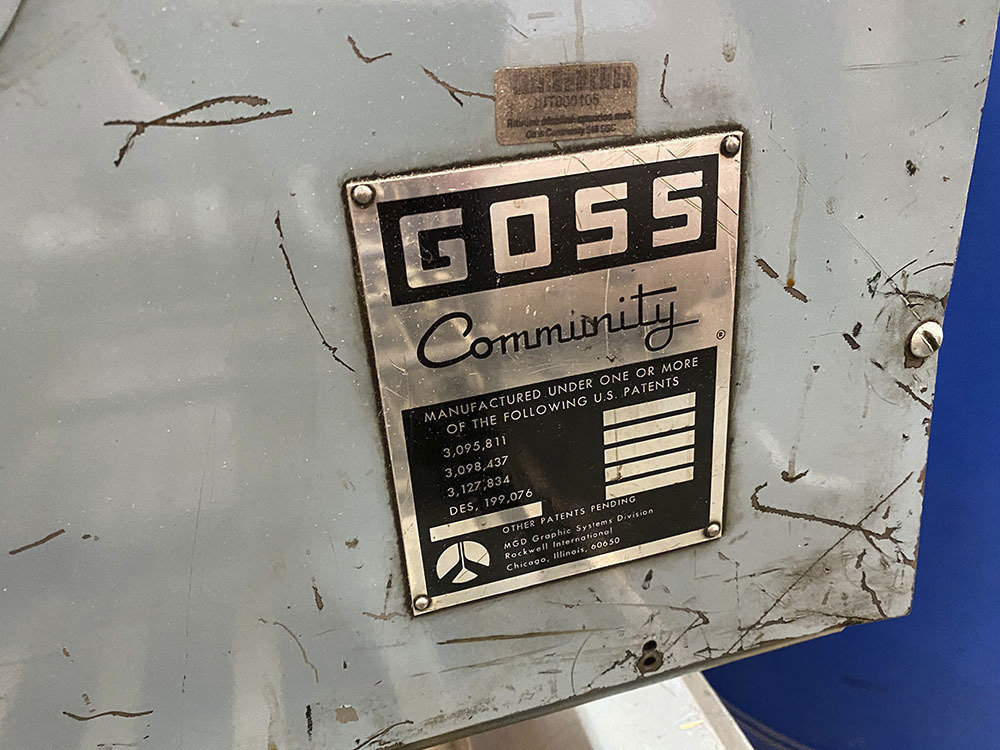 GOSS
Community
®
MANUFACTURED UNDER ONE OR MORE
OF THE FOLLOWING U.S. PATENTS
3,095,811
3,098,437
3,127,834
DES, 199,076
OTHER PATENTS PENDING
MGD Graphic Systems Division
Rockwell International
Chicago, Illinois, 60650